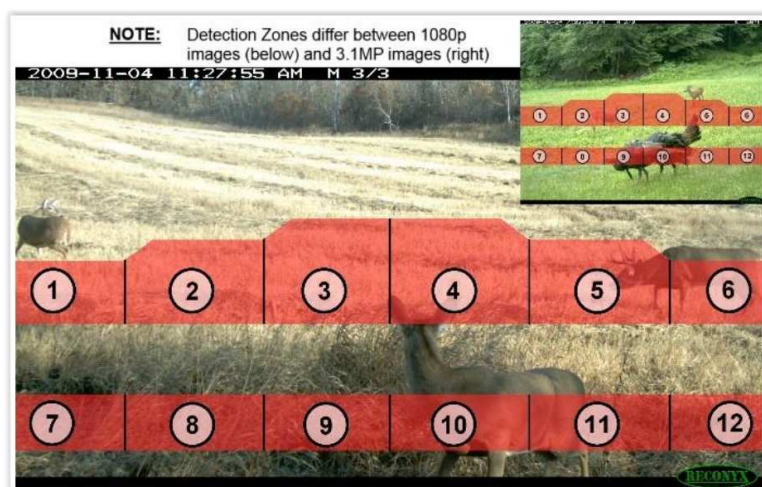 NOTE: Detection Zones differ between 1080p
images (below) and 3.1MP images (right)
2008-11-04 11:27:55 AM M 3/3
1 2 3 4 5 6
7 8 9 10 11 12
RECONYX
1 2 3 4 5 6
7 8 9 10 11 12